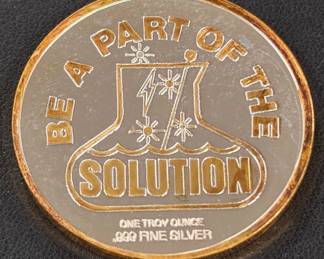 BE A PART OF THE
SOLUTION
ONE TROY OUNCE
.999 FINE SILVER